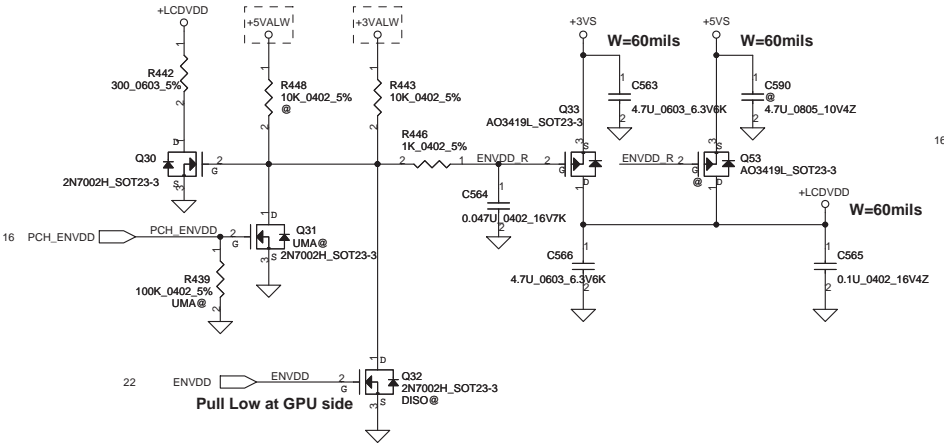 +LCDVDD
+5VALW
+3VALW
+3VS
+5VS
W=60mils
W=60mils
1
R442
300_0603_5%
2
1
R448
10K_0402_5%
@
2
1
R443
10K_0402_5%
2
1
C563
4.7U_0603_6.3V6K
2
1
C590
@
4.7U_0805_10V4Z
2
Q33
AO3419L_SOT23-3
R446
1K_0402_5%
2
1
ENVDD_R
2
G
3
S
D
1
ENVDD_R
2
G
@
3
S
D
1
Q53
AO3419L_SOT23-3
16
Q30
2N7002H_SOT23-3
1
D
2
G
S
3
C564
0.047U_0402_16V7K
1
2
+LCDVDD
W=60mils
16
PCH_ENVDD
PCH_ENVDD
2
G
1
D
S
3
Q31
UMA@
2N7002H_SOT23-3
1
R439
100K_0402_5%
UMA@
2
1
C566
4.7U_0603_6.3V6K
2
1
C565
0.1U_0402_16V4Z
2
22
ENVDD
ENVDD
2
G
1
D
S
3
Q32
2N7002H_SOT23-3
DISO@
Pull Low at GPU side